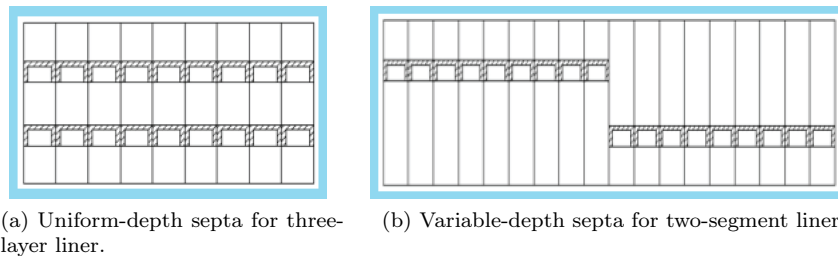 (a) Uniform-depth septa for three-
layer liner.
(b) Variable-depth septa for two-segment liner